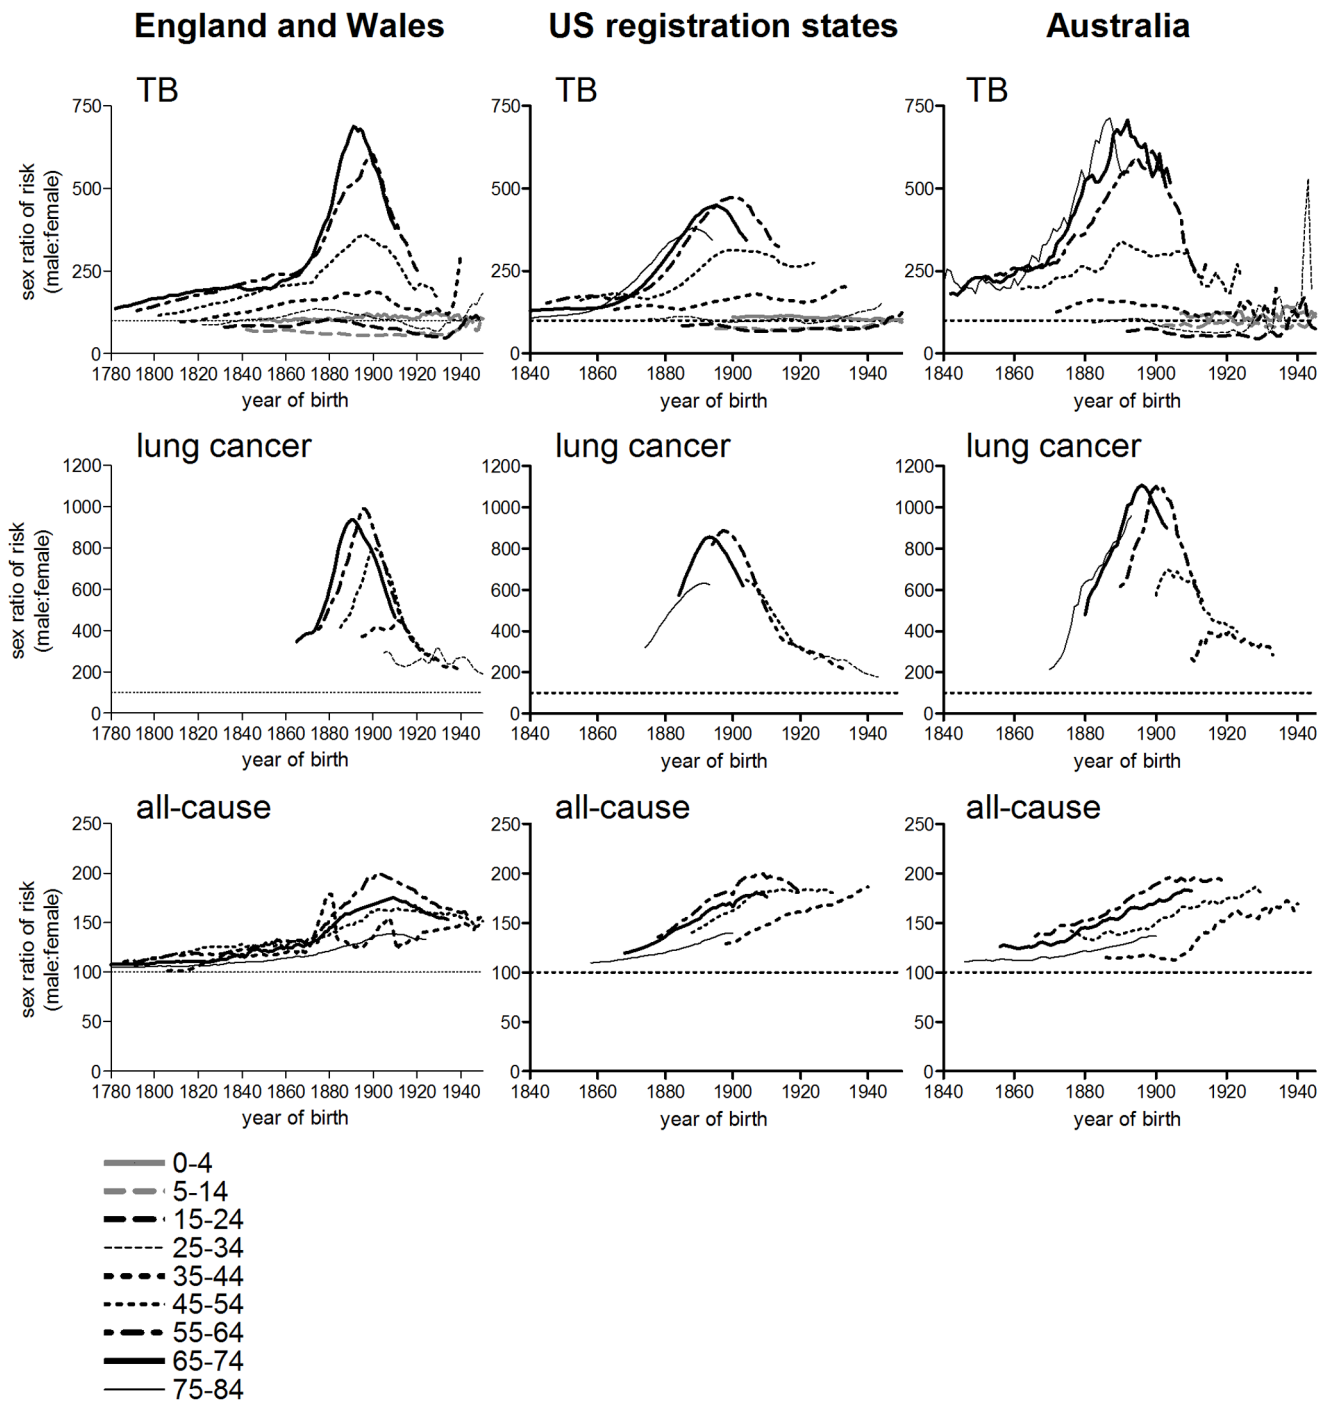 England and Wales
US registration states
Australia
TB
TB
TB
sex ratio of risk
(male:female)
750
500
250
0
1780 1800 1820 1840 1860 1880 1900 1920 1940
year of birth
750
500
250
0
1840 1860 1880 1900 1920 1940
year of birth
750
500
250
0
1840 1860 1880 1900 1920 1940
year of birth
lung cancer
lung cancer
lung cancer
sex ratio of risk
(male:female)
1200
1000
800
600
400
200
0
1780 1800 1820 1840 1860 1880 1900 1920 1940
year of birth
1200
1000
800
600
400
200
0
1840 1860 1880 1900 1920 1940
year of birth
1200
1000
800
600
400
200
0
1840 1860 1880 1900 1920 1940
year of birth
all-cause
all-cause
all-cause
sex ratio of risk
(male:female)
250
200
150
100
50
0
1780 1800 1820 1840 1860 1880 1900 1920 1940
year of birth
250
200
150
100
50
0
1840 1860 1880 1900 1920 1940
year of birth
250
200
150
100
50
0
1840 1860 1880 1900 1920 1940
year of birth
0-4
5-14
15-24
25-34
35-44
45-54
55-64
65-74
75-84